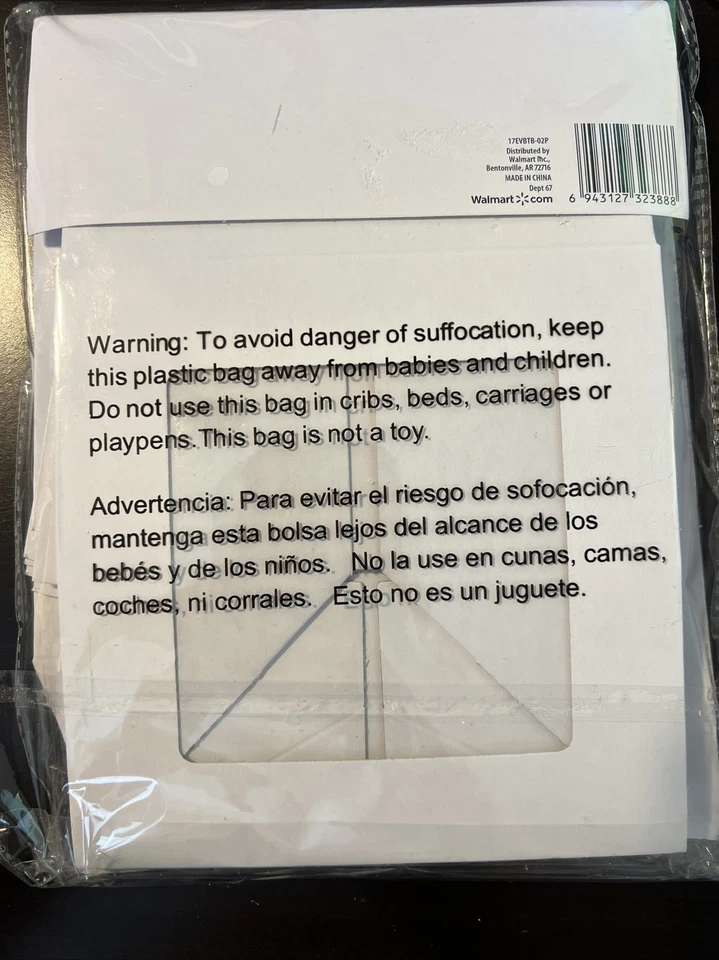 17EVBTB-02P
Distributed by
Walmart Inc.,
Bentonville, AR 72716
MADE IN CHINA
Dept 67
Walmart com
6 943127 323888
Warning: To avoid danger of suffocation, keep
this plastic bag away from babies and children.
Do not use this bag in cribs, beds, carriages or
playpens. This bag is not a toy.
Advertencia: Para evitar el riesgo de sofocación,
mantenga esta bolsa lejos del alcance de los
bebés y de los niños. No la use en cunas, camas,
coches, ni corrales. Esto no es un juguete.